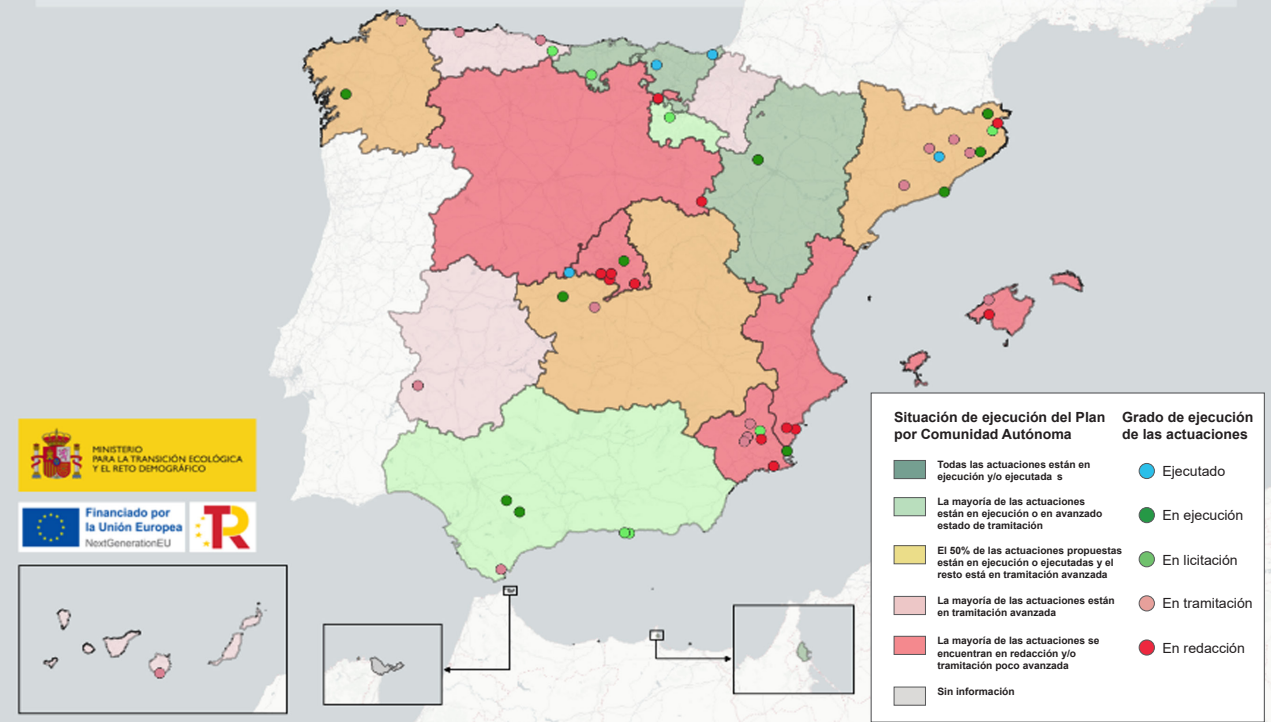 MINISTERIO
PARA LA TRANSICIÓN ECOLÓGICA
Y EL RETO DEMOGRÁFICO
Financiado por
la Unión Europea
NextGenerationEU
TR
Situación de ejecución del Plan
por Comunidad Autónoma
Todas las actuaciones están en
ejecución y/o ejecutada s
La mayoría de las actuaciones
están en ejecución o en avanzado
estado de tramitación
El 50% de las actuaciones propuestas
están en ejecución o ejecutadas y el
resto está en tramitación avanzada
La mayoría de las actuaciones están
en tramitación avanzada
La mayoría de las actuaciones se
encuentran en redacción y/o
tramitación poco avanzada
Sin información
Grado de ejecución
de las actuaciones
Ejecutado
En ejecución
En licitación
En tramitación
En redacción